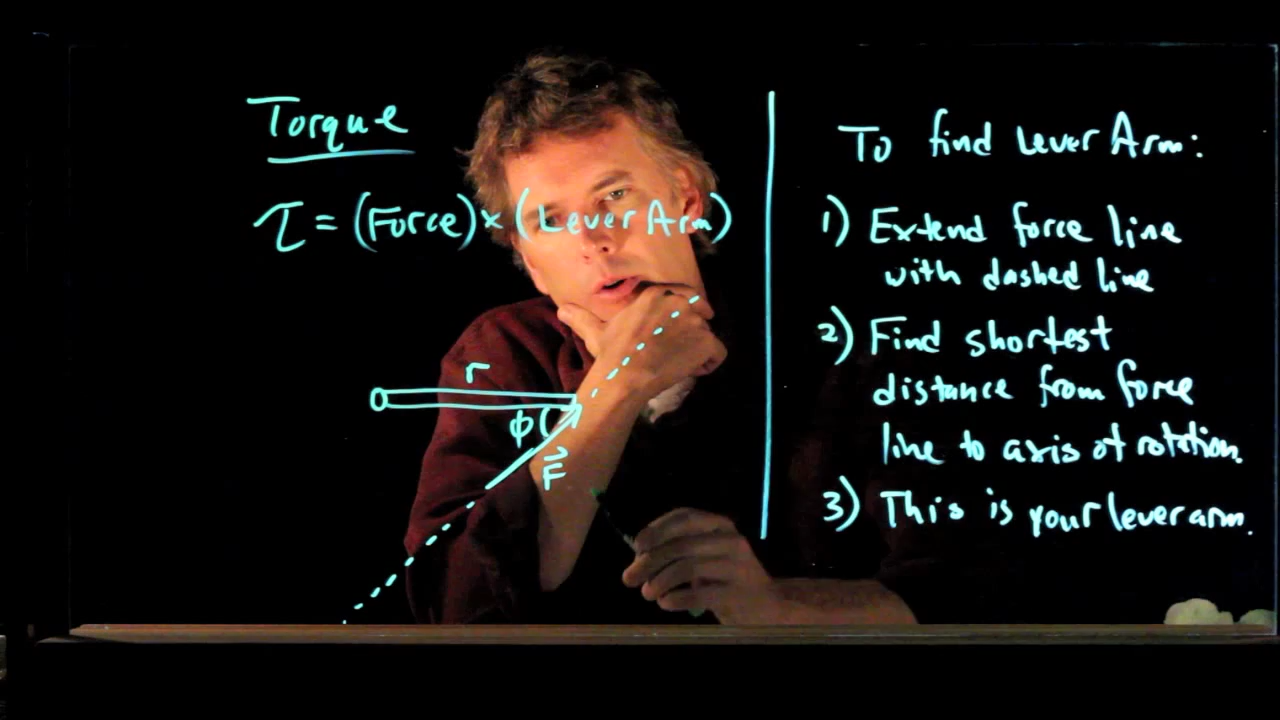 Torque
τ = (Force) × (Lever Arm)
r
φ
F⃗
To find Lever Arm:
1) Extend force line
with dashed line
2) Find shortest
distance from force
line to axis of rotation.
3) This is your lever arm.